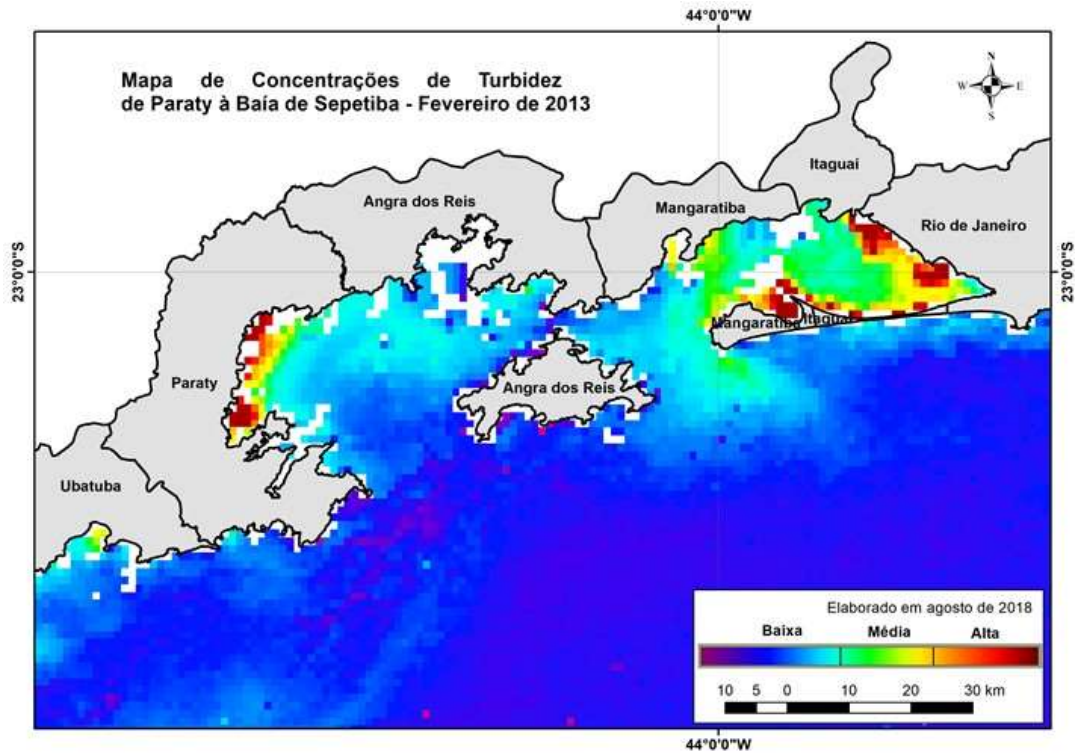 44°0'0"W
Mapa de Concentrações de Turbidez
de Paraty à Baía de Sepetiba - Fevereiro de 2013
N
W E
S
Itaguaí
Angra dos Reis
Mangaratiba
Rio de Janeiro
23°0'0"S
23°0'0"S
Mangaratiba
Itaguaí
Paraty
Angra dos Reis
Ubatuba
Elaborado em agosto de 2018
Baixa Média Alta
10 5 0 10 20 30 km
44°0'0"W